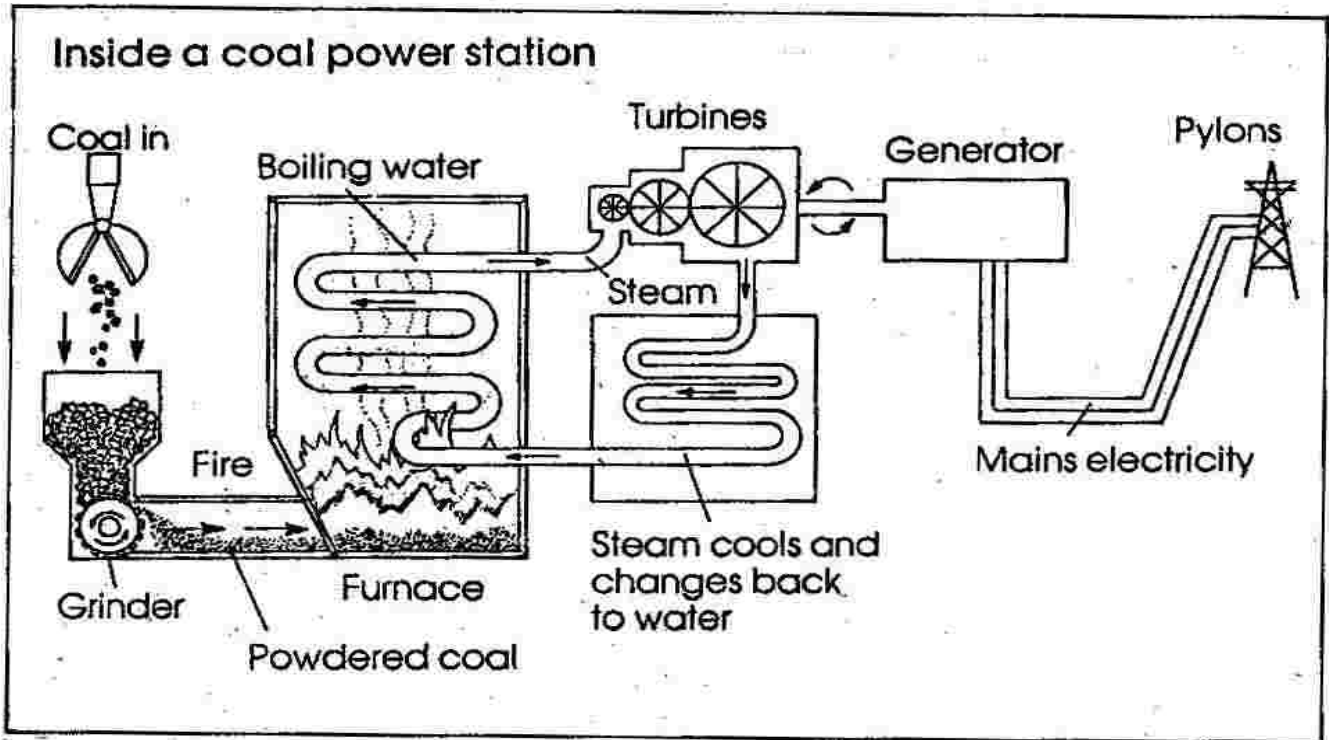 Inside a coal power station
Coal in
Boiling water
Turbines
Generator
Pylons
Steam
Fire
Mains electricity
Grinder
Furnace
Powdered coal
Steam cools and
changes back
to water